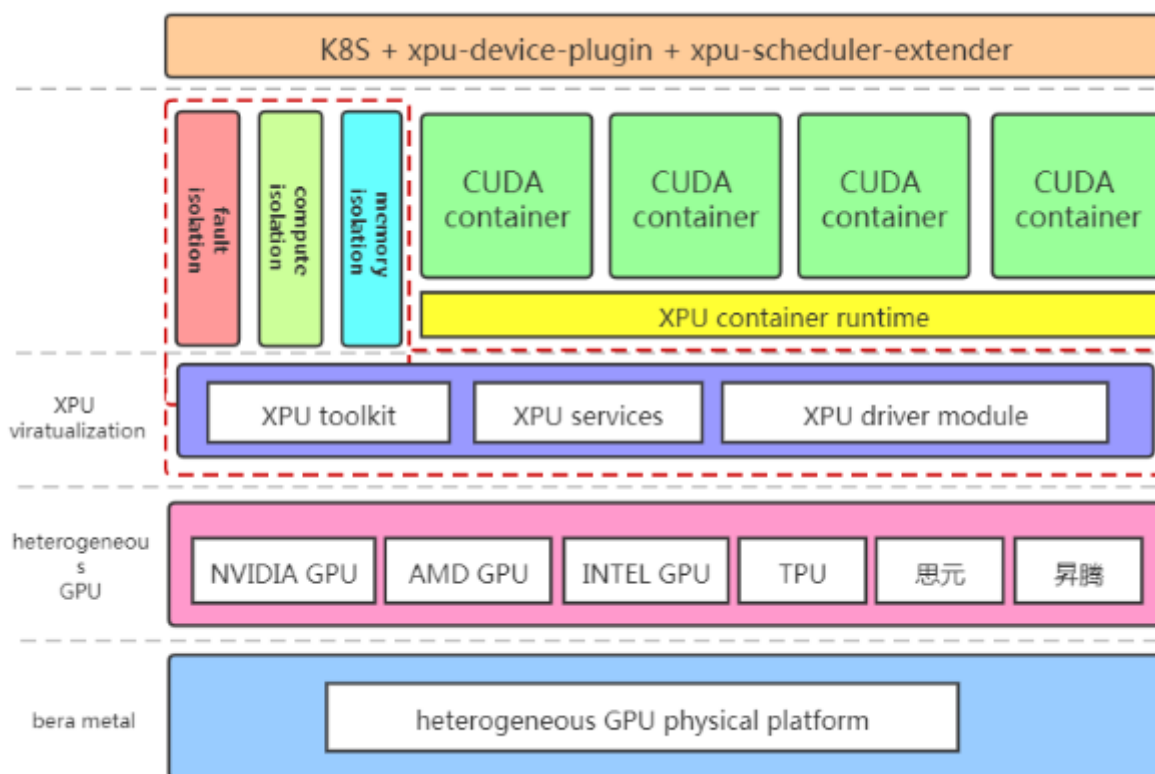 K8S + xpu-device-plugin + xpu-scheduler-extender
fault
isolation
compute
isolation
memory
isolation
CUDA
container
CUDA
container
CUDA
container
CUDA
container
XPU container runtime
XPU
viratualization
XPU toolkit
XPU services
XPU driver module
heterogeneou
s
GPU
NVIDIA GPU
AMD GPU
INTEL GPU
TPU
思元
昇腾
bera metal
heterogeneous GPU physical platform